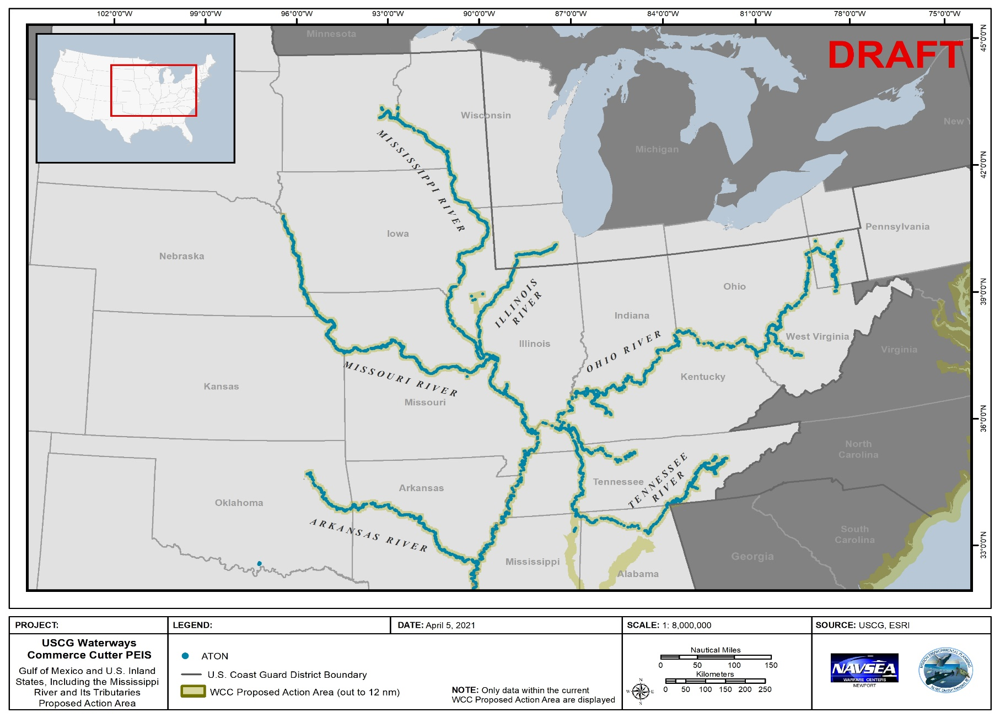 102°0'0"W 99°0'0"W 96°0'0"W 93°0'0"W 90°0'0"W 87°0'0"W 84°0'0"W 81°0'0"W 78°0'0"W 75°0'0"W
45°0'0"N
42°0'0"N
39°0'0"N
36°0'0"N
33°0'0"N
DRAFT
Minnesota
Wisconsin
Michigan
New Y
MISSISSIPPI RIVER
Iowa
Nebraska
Pennsylvania
Ohio
ILLINOIS
RIVER
Indiana
Illinois
West Virginia
Virginia
OHIO RIVER
MISSOURI RIVER
Kansas
Missouri
Kentucky
North
Carolina
TENNESSEE
RIVER
Tennessee
Arkansas
Oklahoma
ARKANSAS RIVER
South
Carolina
Georgia
Mississippi
Alabama
PROJECT:
USCG Waterways
Commerce Cutter PEIS
Gulf of Mexico and U.S. Inland
States, Including the Mississippi
River and Its Tributaries
Proposed Action Area
LEGEND:
ATON
U.S. Coast Guard District Boundary
WCC Proposed Action Area (out to 12 nm)
DATE: April 5, 2021
NOTE: Only data within the current
WCC Proposed Action Area are displayed
SCALE: 1: 8,000,000
Nautical Miles
0 50 100 150
Kilometers
0 50 100 150 200 250
N
W E
S
SOURCE: USCG, ESRI
NAVSEA
WARFARE CENTERS
NEWPORT
MISSION ENVIRONMENTAL PLANNING